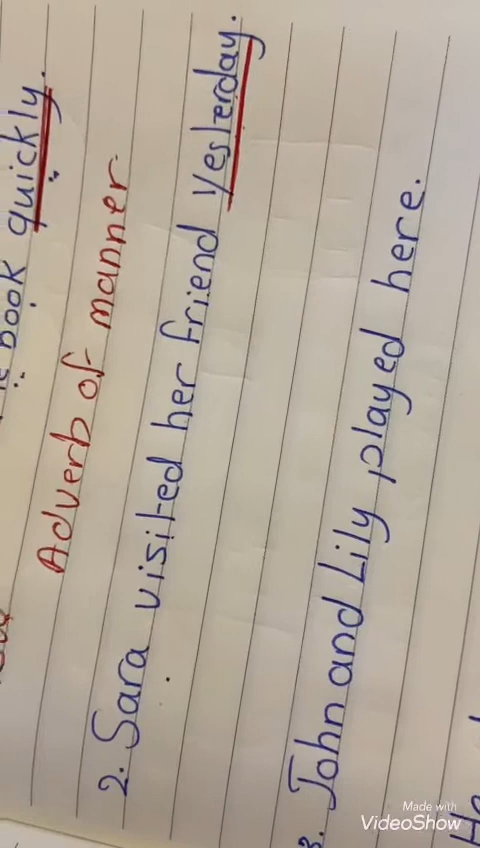 book quickly.
Adverb of manner
2. Sara visited her friend yesterday.
3. John and Lily played here.
Made with
VideoShow